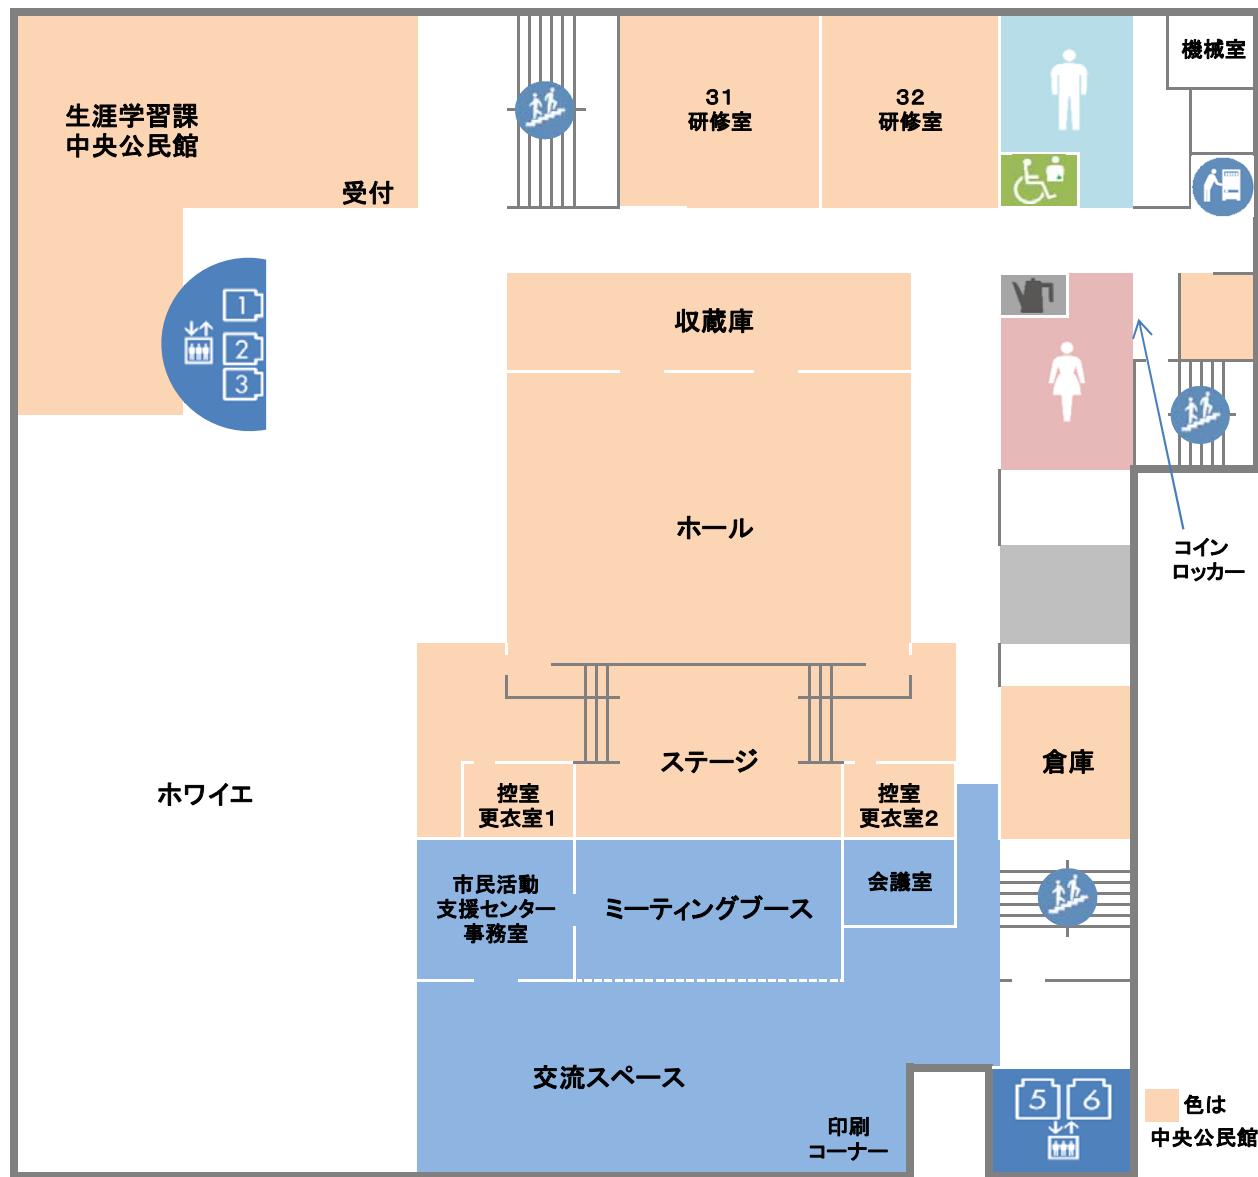 生涯学習課
中央公民館
受付
31
研修室
32
研修室
機械室
1
2
3
収蔵庫
ホール
コイン
ロッカー
ステージ
倉庫
ホワイエ
控室
更衣室1
控室
更衣室2
市民活動
支援センター
事務室
ミーティングブース
会議室
交流スペース
印刷
コーナー
5
6
色は
中央公民館